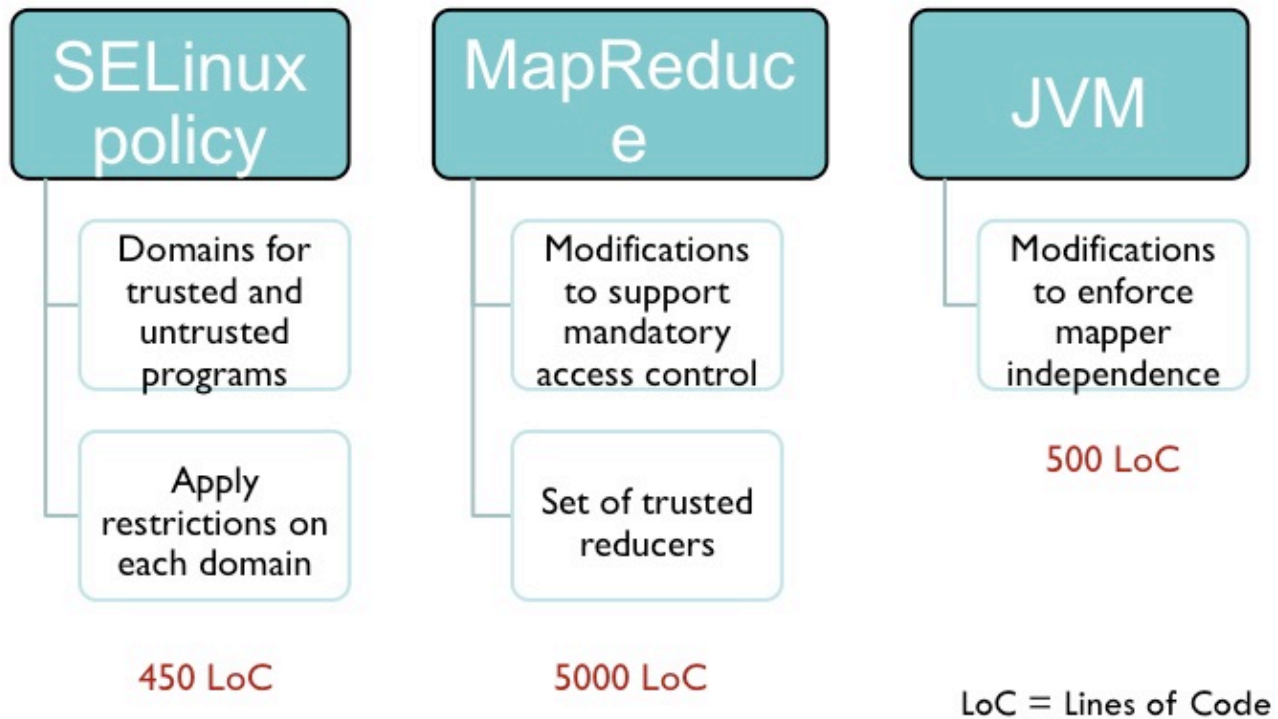 SELinux
policy
Domains for
trusted and
untrusted
programs
Apply
restrictions on
each domain
450 LoC
MapReduc
e
Modifications
to support
mandatory
access control
Set of trusted
reducers
5000 LoC
JVM
Modifications
to enforce
mapper
independence
500 LoC
LoC = Lines of Code